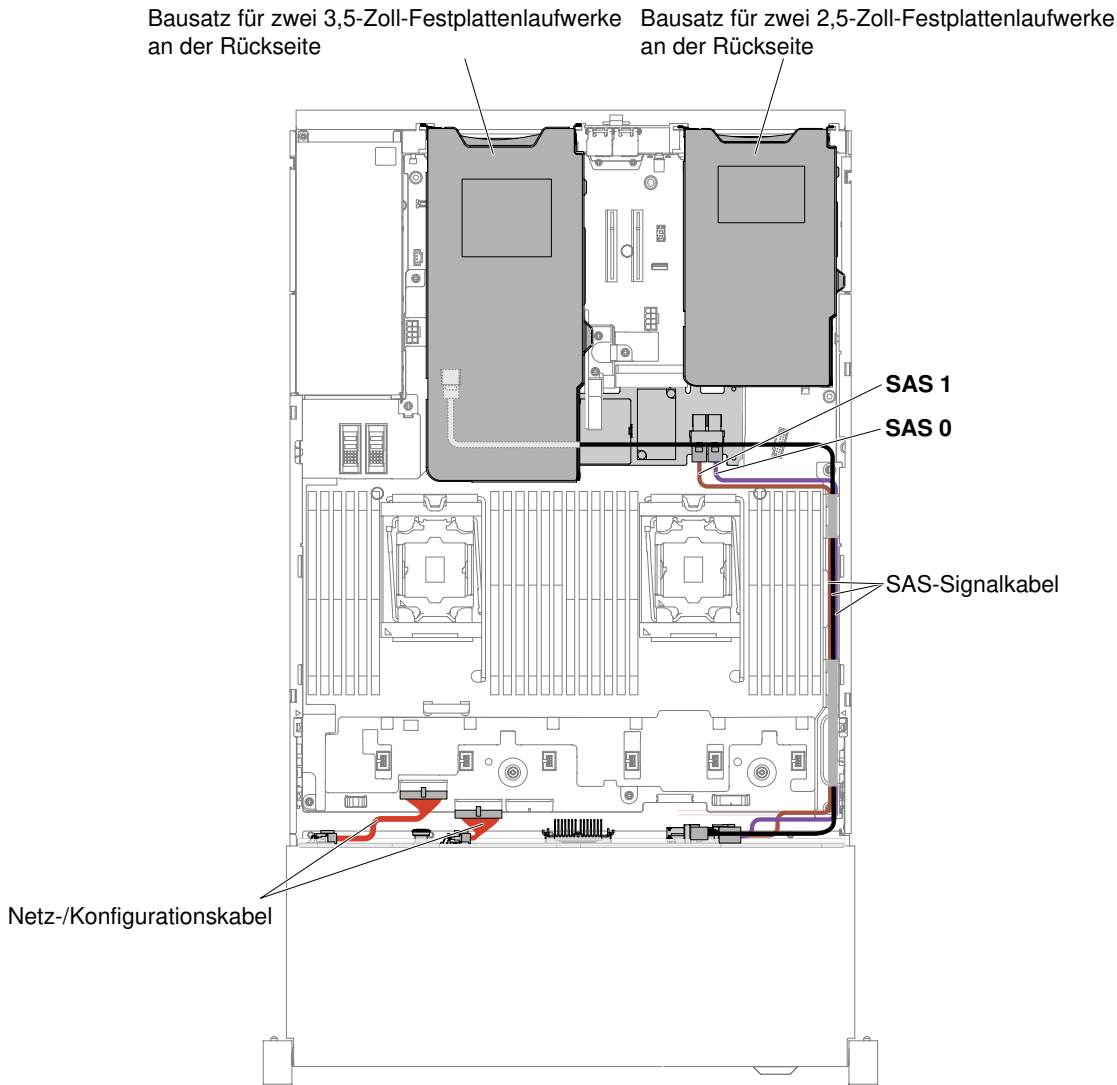 Bausatz für zwei 3,5-Zoll-Festplattenlaufwerke
an der Rückseite
Bausatz für zwei 2,5-Zoll-Festplattenlaufwerke
an der Rückseite
SAS 1
SAS 0
SAS-Signalkabel
Netz-/Konfigurationskabel